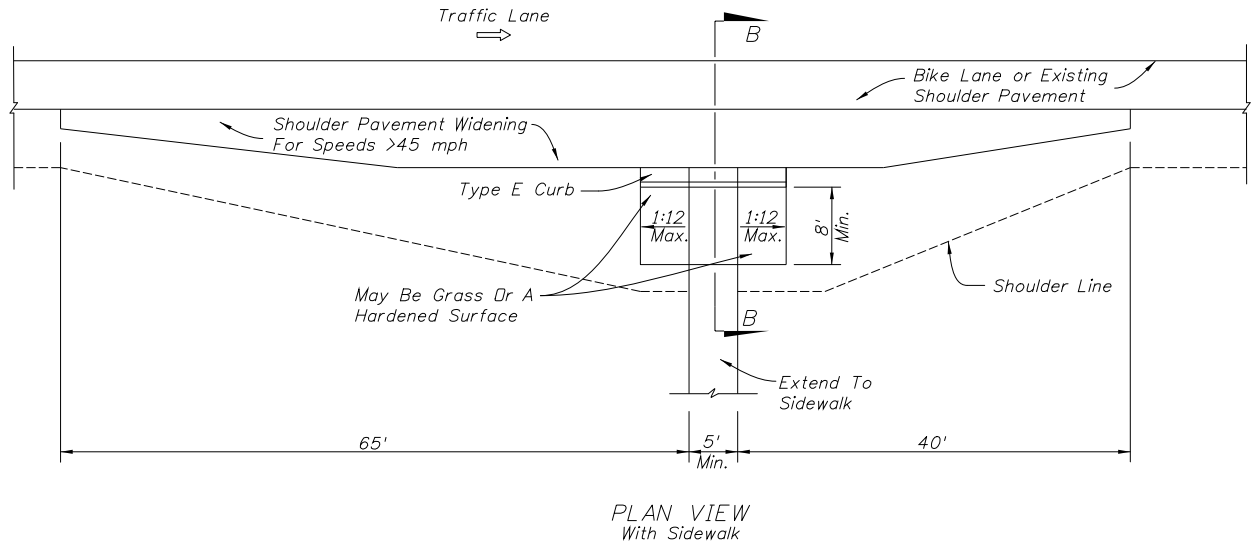 Traffic Lane
B
Bike Lane or Existing
Shoulder Pavement
Shoulder Pavement Widening
For Speeds >45 mph
Type E Curb
1:12
Max.
1:12
Max.
8'
Min.
May Be Grass Or A
Hardened Surface
Shoulder Line
B
Extend To
Sidewalk
65'
5'
Min.
40'
PLAN VIEW
With Sidewalk